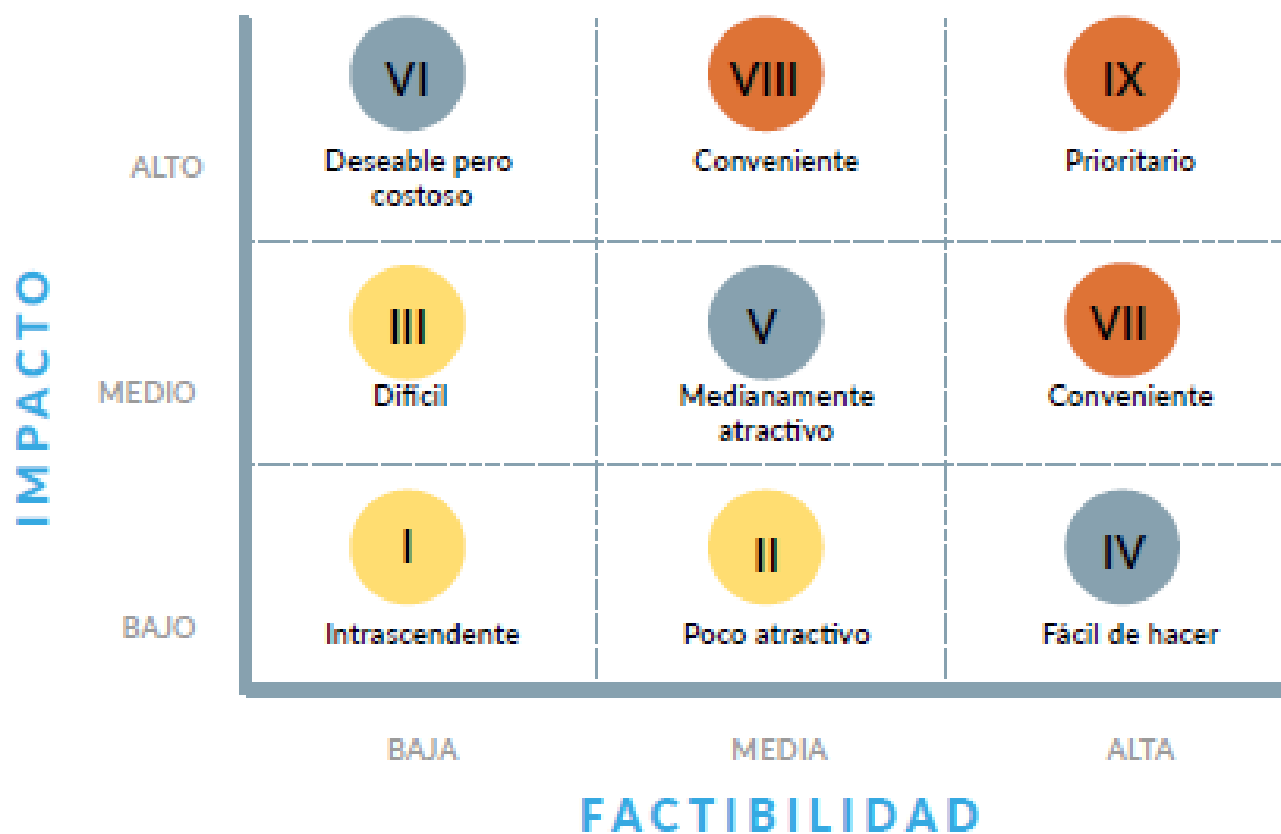 VI
VIII
IX
ALTO
Deseable pero
costoso
Conveniente
Prioritario
IMPACTO
III
V
VII
MEDIO
Difícil
Medianamente
atractivo
Conveniente
I
II
IV
BAJO
Intrascendente
Poco atractivo
Fácil de hacer
BAJA
MEDIA
ALTA
FACTIBILIDAD